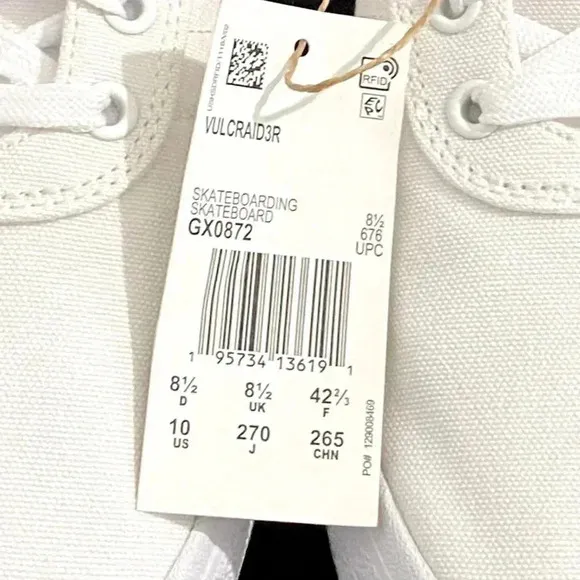 RFID
VULCRAID3R
SKATEBOARDING
SKATEBOARD
GX0872
8½
676
UPC
1 95734 13619 1
8½ 8½ 42⅔
D UK F
10 270 265
US J CHN
PO# 129008469